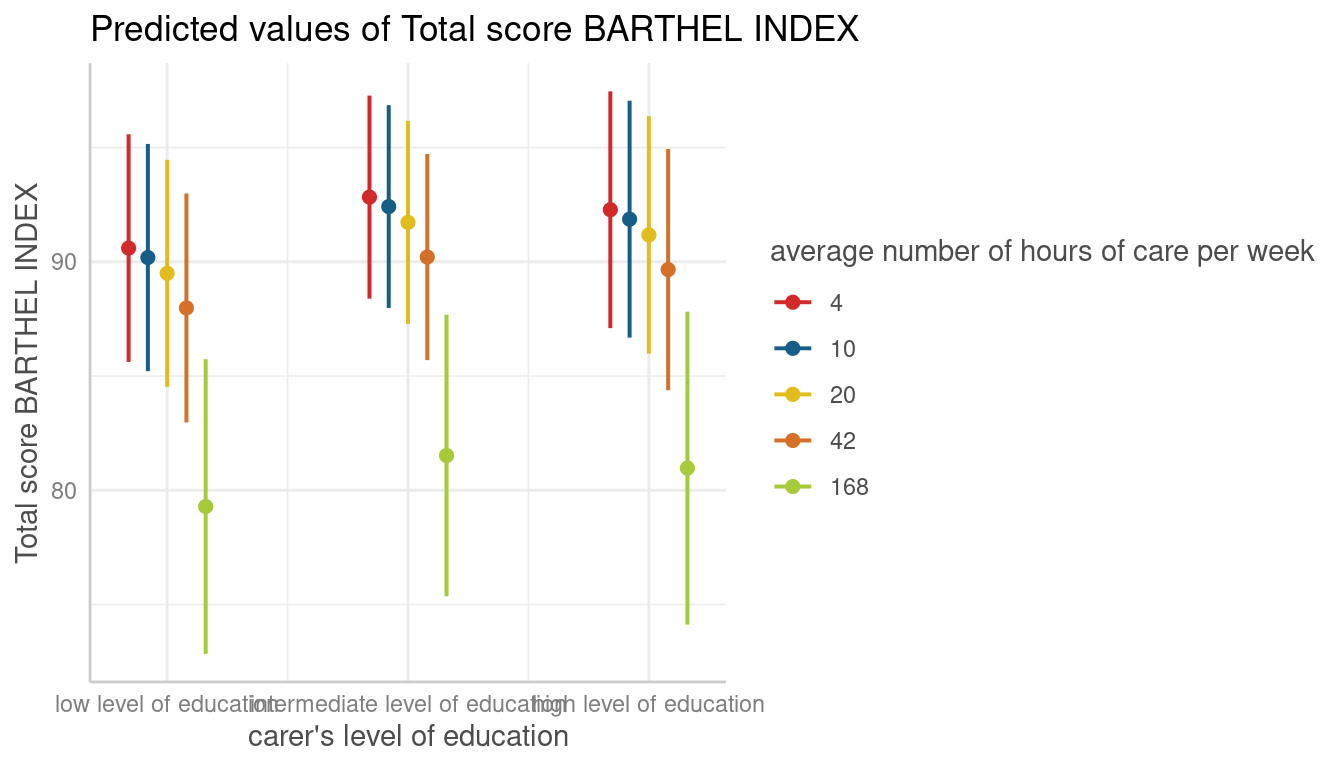 Predicted values of Total score BARTHEL INDEX
Total score BARTHEL INDEX
90
80
low level of education
intermediate level of education
high level of education
carer's level of education
average number of hours of care per week
4
10
20
42
168